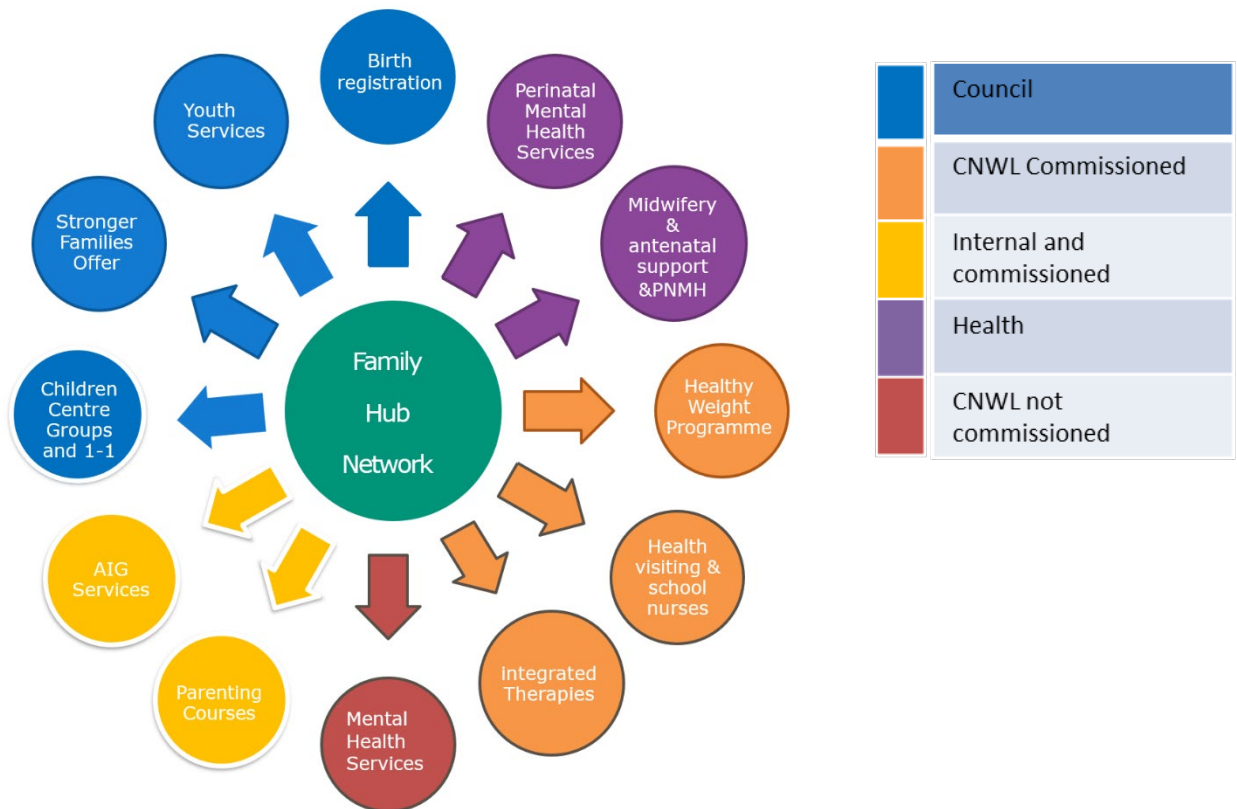 Birth
registration
Perinatal
Mental
Health
Services
Midwifery
&
antenatal
support
&PNMH
Healthy
Weight
Programme
Health
visiting &
school
nurses
Integrated
Therapies
Mental
Health
Services
Parenting
Courses
AIG
Services
Children
Centre
Groups
and 1-1
Stronger
Families
Offer
Youth
Services
Family
Hub
Network
Council
CNWL Commissioned
Internal and
commissioned
Health
CNWL not
commissioned